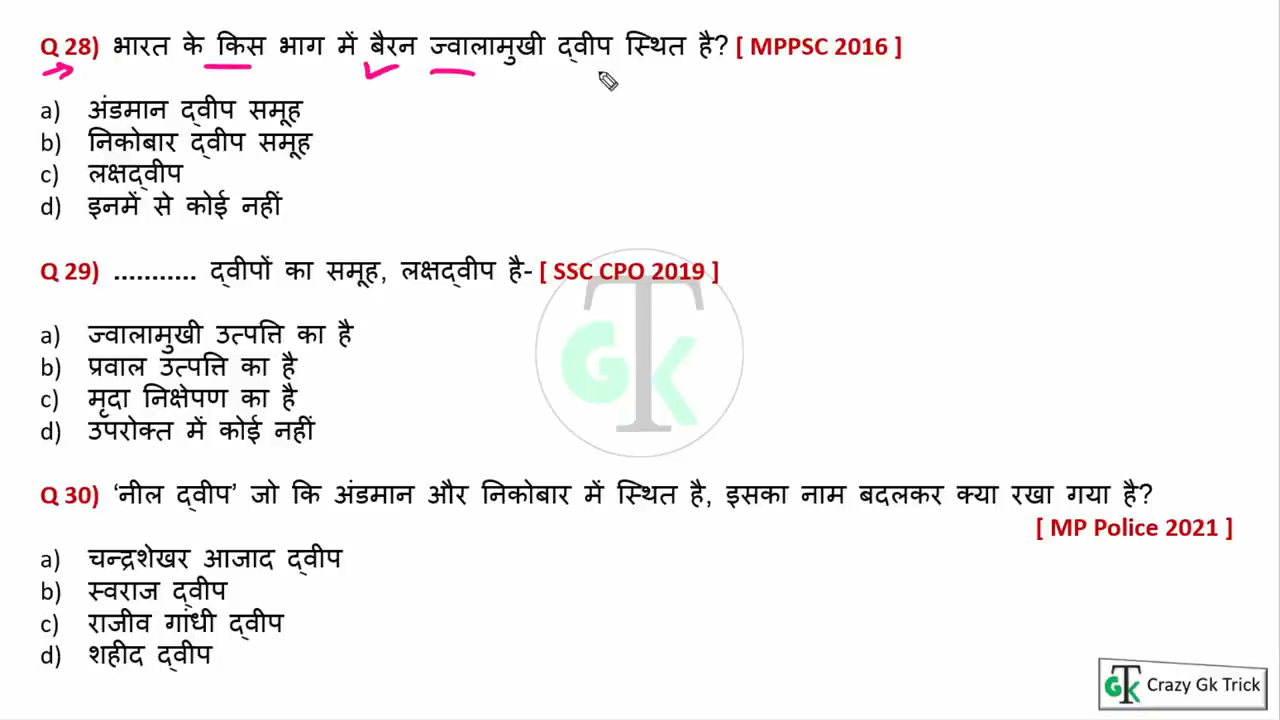 Q 28) भारत के किस भाग में बैरन ज्वालामुखी द्वीप स्थित है? [ MPPSC 2016 ]
a) अंडमान द्वीप समूह
b) निकोबार द्वीप समूह
c) लक्षद्वीप
d) इनमें से कोई नहीं
Q 29) ........... द्वीपों का समूह, लक्षद्वीप है- [ SSC CPO 2019 ]
a) ज्वालामुखी उत्पत्ति का है
b) प्रवाल उत्पत्ति का है
c) मृदा निक्षेपण का है
d) उपरोक्त में कोई नहीं
GTK
Q 30) ‘नील द्वीप’ जो कि अंडमान और निकोबार में स्थित है, इसका नाम बदलकर क्या रखा गया है?
[ MP Police 2021 ]
a) चन्द्रशेखर आजाद द्वीप
b) स्वराज द्वीप
c) राजीव गांधी द्वीप
d) शहीद द्वीप
GTK Crazy Gk Trick